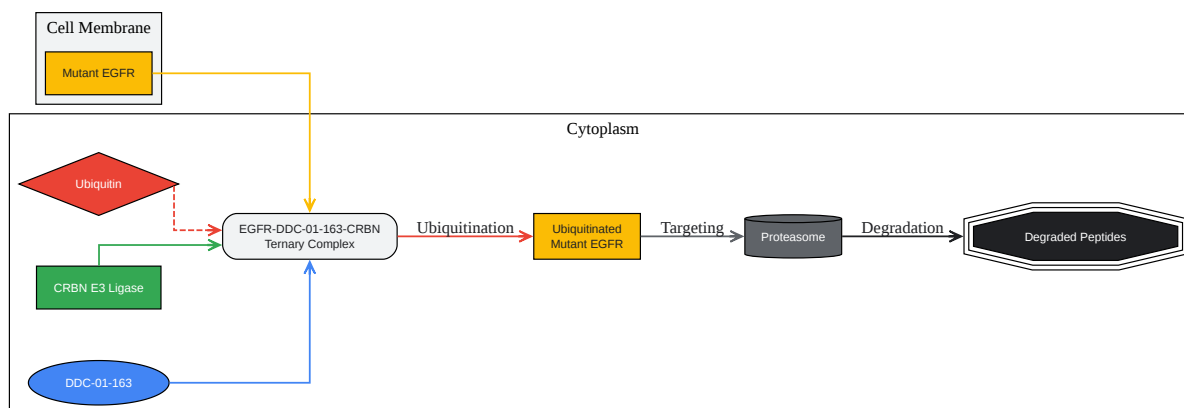 Cell Membrane
Mutant EGFR
Cytoplasm
Ubiquitin
EGFR-DDC-01-163-CRBN
Ternary Complex
Ubiquitination
Ubiquitinated
Mutant EGFR
Targeting
Proteasome
Degradation
Degraded Peptides
CRBN E3 Ligase
DDC-01-163